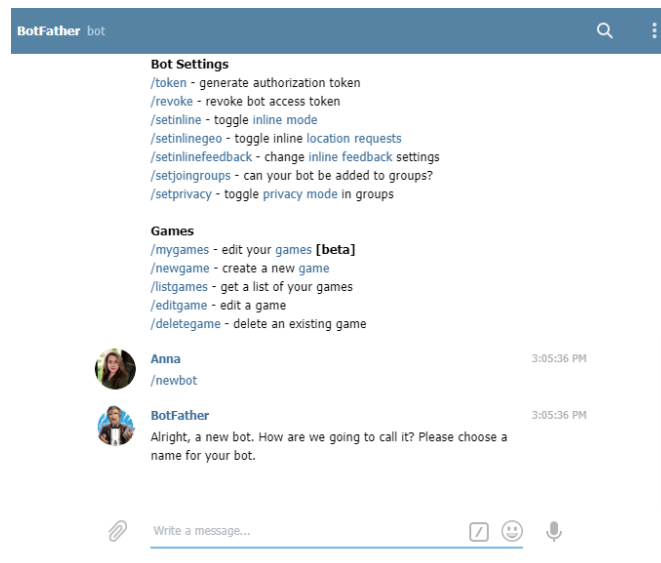 BotFather bot
Bot Settings
/token - generate authorization token
/revoke - revoke bot access token
/setinline - toggle inline mode
/setinlinegeo - toggle inline location requests
/setinlinefeedback - change inline feedback settings
/setjoingroups - can your bot be added to groups?
/setprivacy - toggle privacy mode in groups
Games
/mygames - edit your games [beta]
/newgame - create a new game
/listgames - get a list of your games
/editgame - edit a game
/deletegame - delete an existing game
Anna 3:05:36 PM
/newbot
BotFather 3:05:36 PM
Alright, a new bot. How are we going to call it? Please choose a
name for your bot.
Write a message...